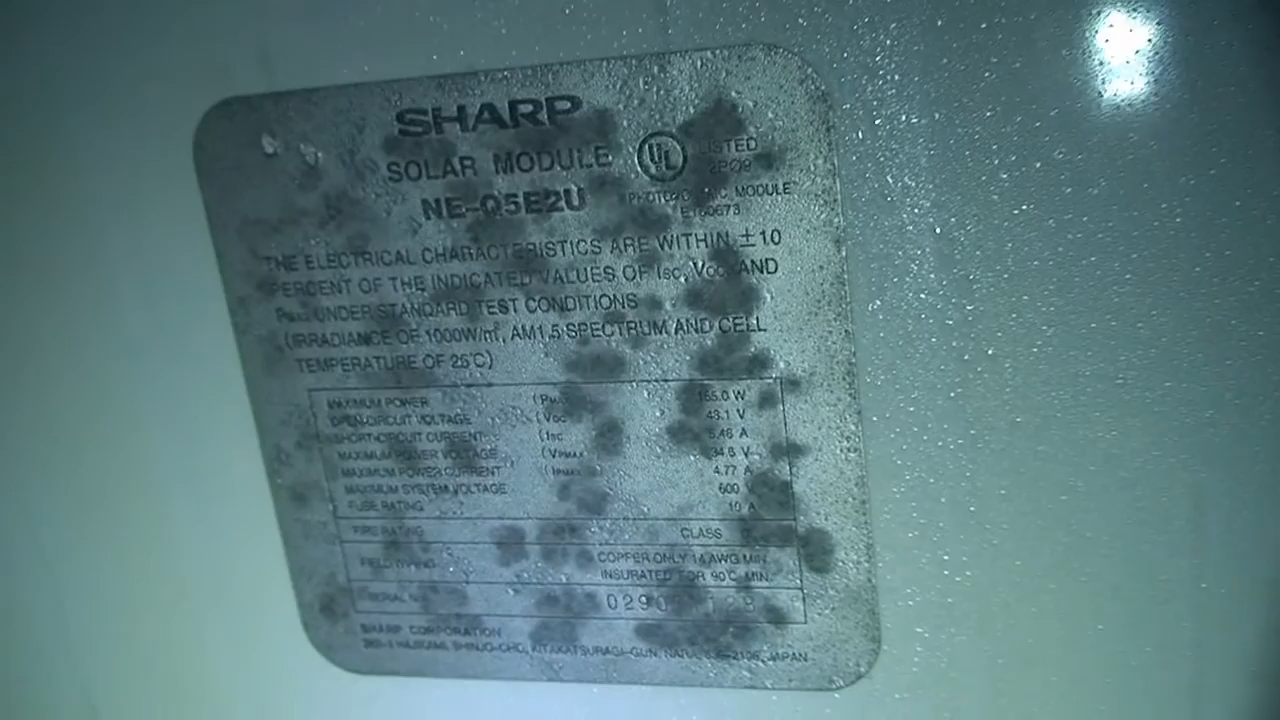 SHARP
SOLAR MODULE
NE-Q5E2U
UL
LISTED
2P09
PHOTOVOLTAIC MODULE
E160673
THE ELECTRICAL CHARACTERISTICS ARE WITHIN ±10
PERCENT OF THE INDICATED VALUES OF Isc, Voc, AND
Pmax UNDER STANDARD TEST CONDITIONS
(IRRADIANCE OF 1000W/m², AM1.5 SPECTRUM AND CELL
TEMPERATURE OF 25℃)
MAXIMUM POWER (PMAX 165.0 W
OPEN-CIRCUIT VOLTAGE (Voc 43.1 V
SHORT-CIRCUIT CURRENT (Isc 5.46 A
MAXIMUM POWER VOLTAGE (VPMAX 34.6 V
MAXIMUM POWER CURRENT (IPMAX 4.77 A
MAXIMUM SYSTEM VOLTAGE 600 V
FUSE RATING 10 A
FIRE RATING CLASS
FIELD WIRING COPPER ONLY 14 AWG MIN.
INSURATED FOR 90℃ MIN.
SERIAL No.
SHARP CORPORATION
HAJIKAMI, SHINJO-CHO, KITAKATSURAGI-GUN, NARA, JAPAN